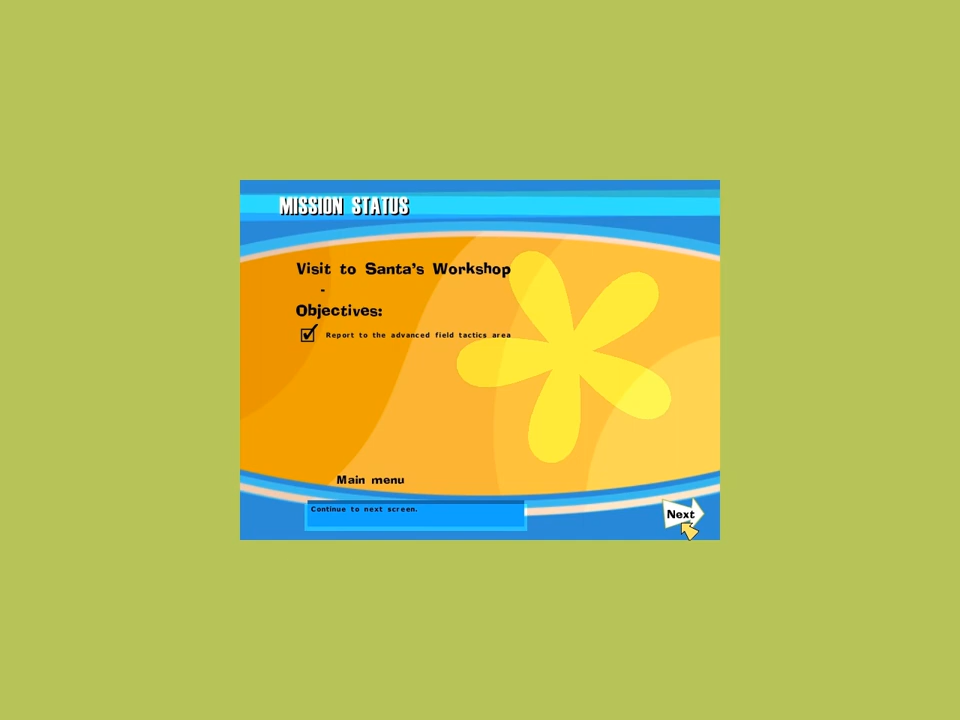 MISSION STATUS
Visit to Santa's Workshop
-
Objectives:
Report to the advanced field tactics area
Main menu
Continue to next screen.
Next